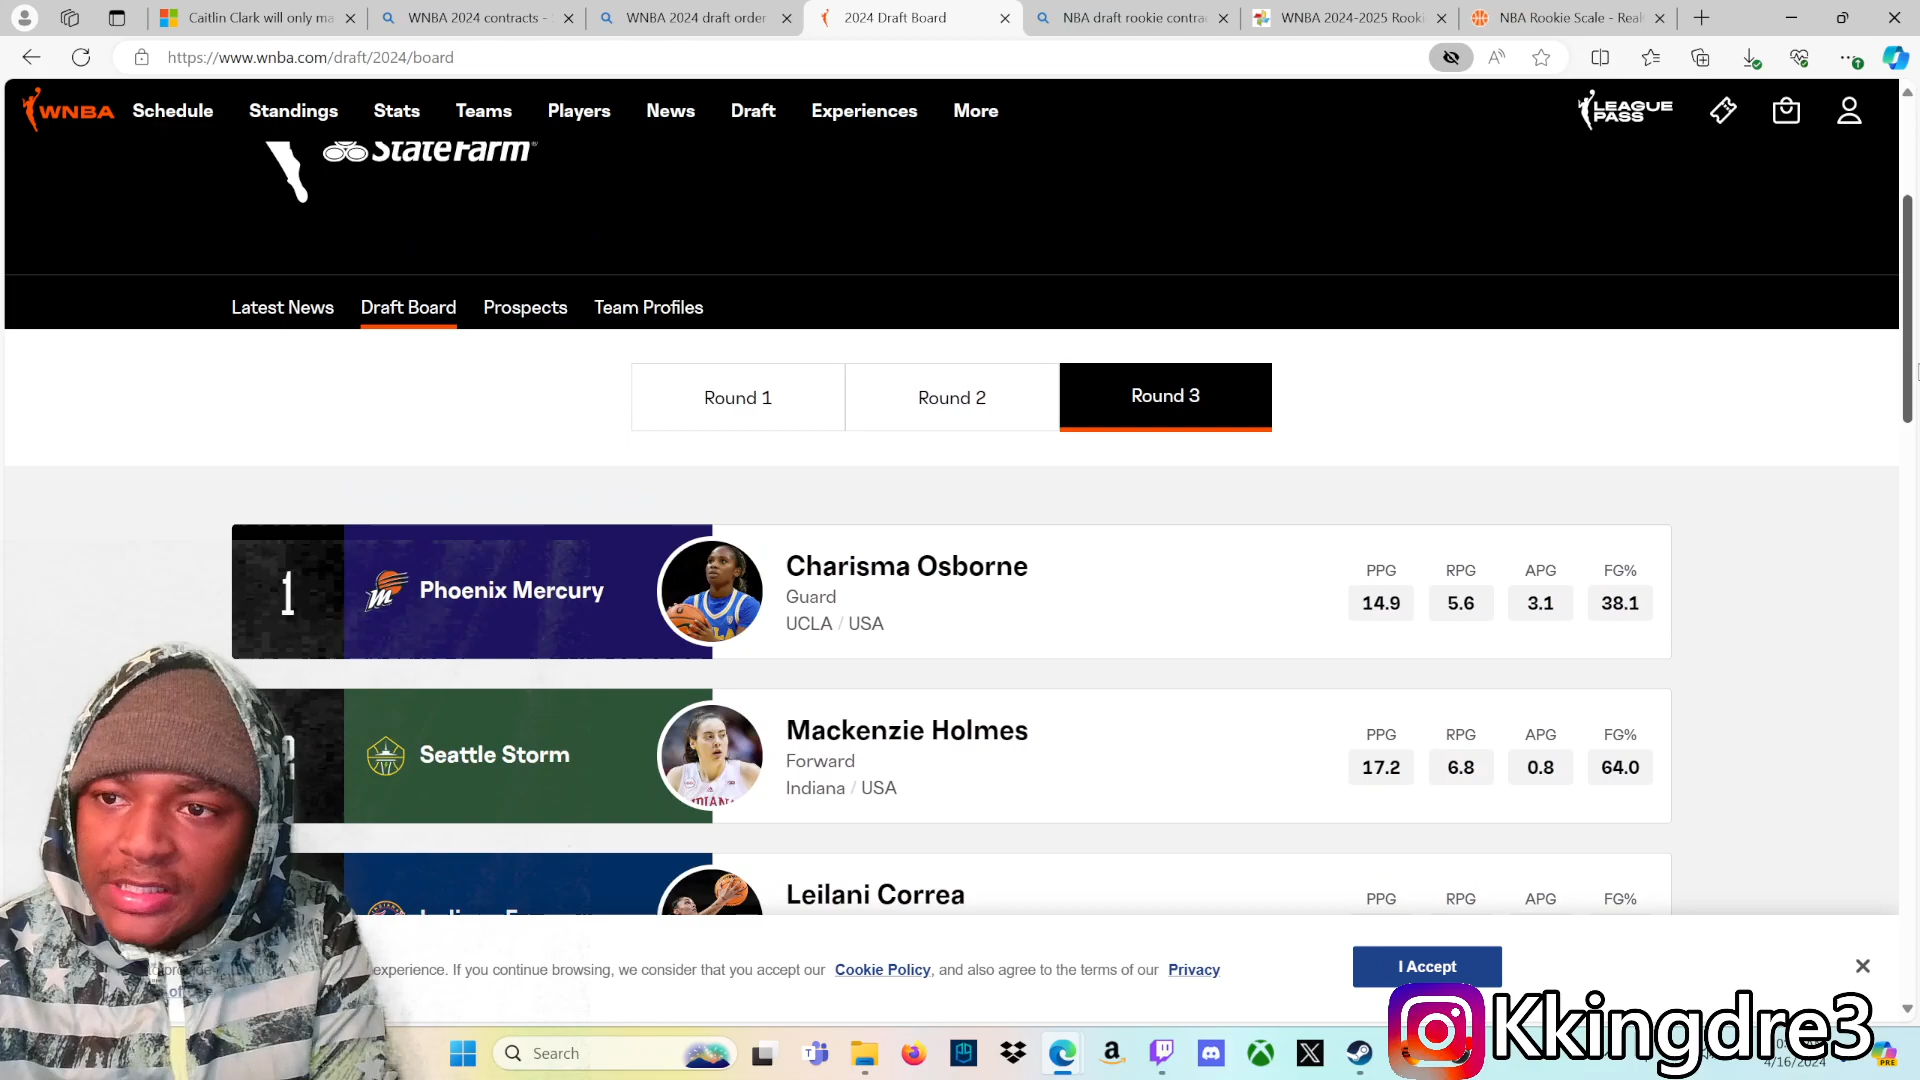 Caitlin Clark will only ma
WNBA 2024 contracts -
WNBA 2024 draft order
2024 Draft Board
NBA draft rookie contra
WNBA 2024-2025 Rooki
NBA Rookie Scale - Real
https://www.wnba.com/draft/2024/board
WNBA
Schedule
Standings
Stats
Teams
Players
News
Draft
Experiences
More
LEAGUE PASS
StateFarm
Latest News
Draft Board
Prospects
Team Profiles
Round 1
Round 2
Round 3
1
Phoenix Mercury
Charisma Osborne
Guard
UCLA / USA
PPG RPG APG FG%
14.9 5.6 3.1 38.1
Seattle Storm
Mackenzie Holmes
Forward
Indiana / USA
PPG RPG APG FG%
17.2 6.8 0.8 64.0
Leilani Correa
PPG RPG APG FG%
experience. If you continue browsing, we consider that you accept our Cookie Policy, and also agree to the terms of our Privacy
I Accept
Search
Kkingdre3
4/16/2024
PRE